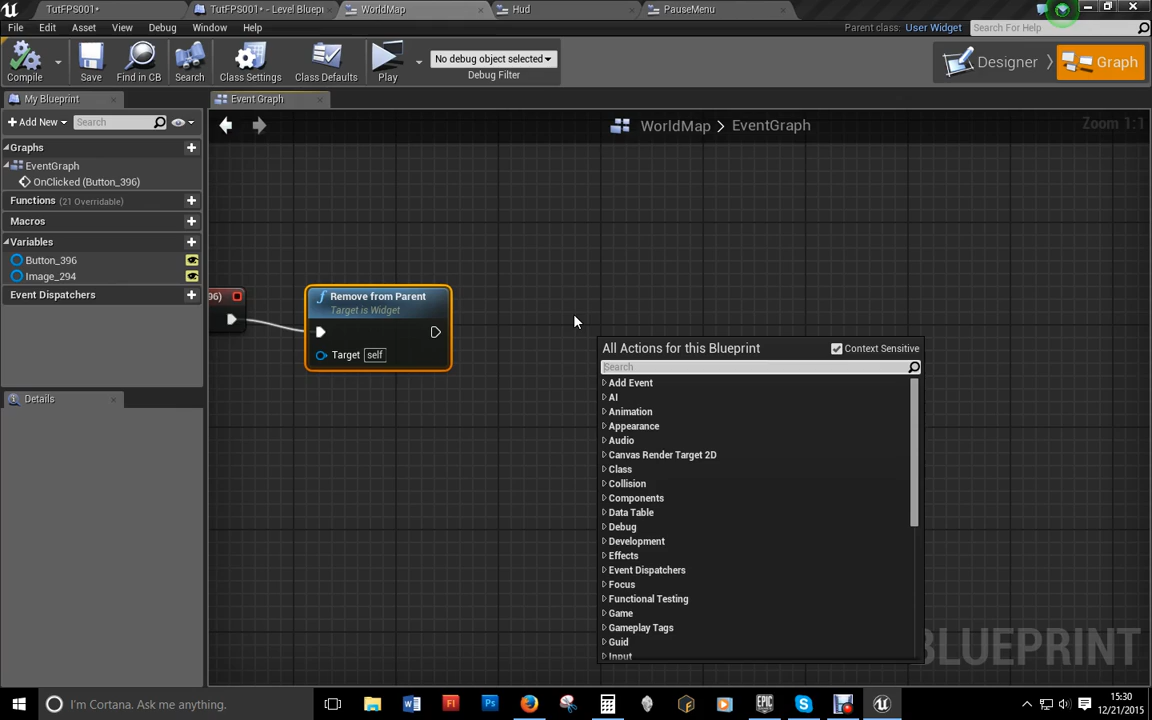 TutFPS001*
TutFPS001* - Level Bluepri
WorldMap
Hud
PauseMenu
File Edit Asset View Debug Window Help
Parent class: User Widget
Search For Help
Compile
Save
Find in CB
Search
Class Settings
Class Defaults
Play
No debug object selected
Debug Filter
Designer
Graph
My Blueprint
Event Graph
Add New
Search
WorldMap > EventGraph
Zoom 1:1
Graphs
EventGraph
OnClicked (Button_396)
Functions (21 Overridable)
Macros
Variables
Button_396
Image_294
Event Dispatchers
Details
96)
f Remove from Parent
Target is Widget
Target self
All Actions for this Blueprint
Context Sensitive
Search
Add Event
AI
Animation
Appearance
Audio
Canvas Render Target 2D
Class
Collision
Components
Data Table
Debug
Development
Effects
Event Dispatchers
Focus
Functional Testing
Game
Gameplay Tags
Guid
Input
BLUEPRINT
I'm Cortana. Ask me anything.
15:30
12/21/2015